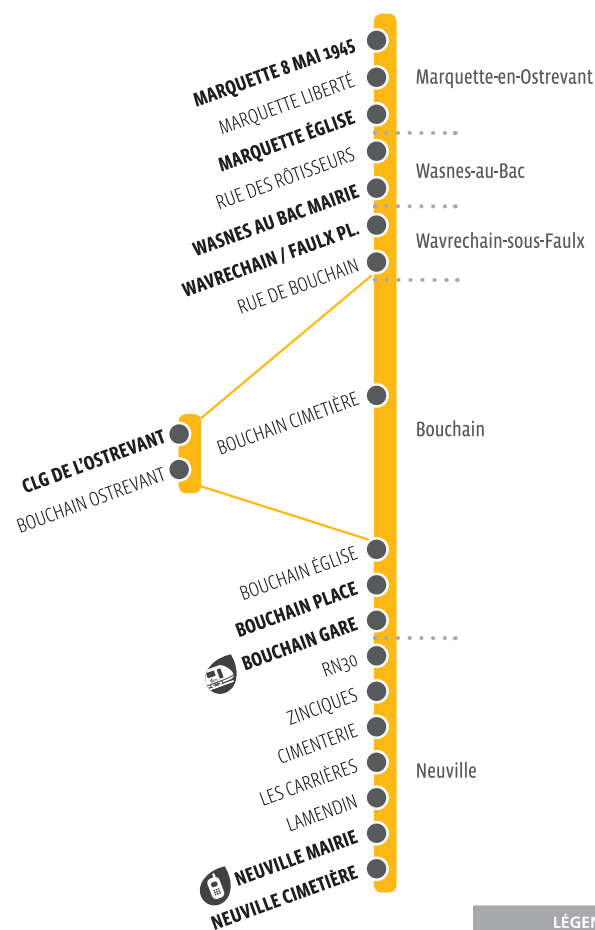 MARQUETTE 8 MAI 1945
MARQUETTE LIBERTÉ
Marquette-en-Ostrevant
MARQUETTE ÉGLISE
RUE DES RÔTISSEURS
Wasnes-au-Bac
WASNES AU BAC MAIRIE
WAVRECHAIN / FAULX PL.
Wavrechain-sous-Faulx
RUE DE BOUCHAIN
BOUCHAIN CIMETIÈRE
Bouchain
CLG DE L'OSTREVANT
BOUCHAIN OSTREVANT
BOUCHAIN ÉGLISE
BOUCHAIN PLACE
BOUCHAIN GARE
RN30
ZINCIQUES
CIMENTERIE
LES CARRIÈRES
Neuville
LAMENDIN
NEUVILLE MAIRIE
NEUVILLE CIMETIÈRE